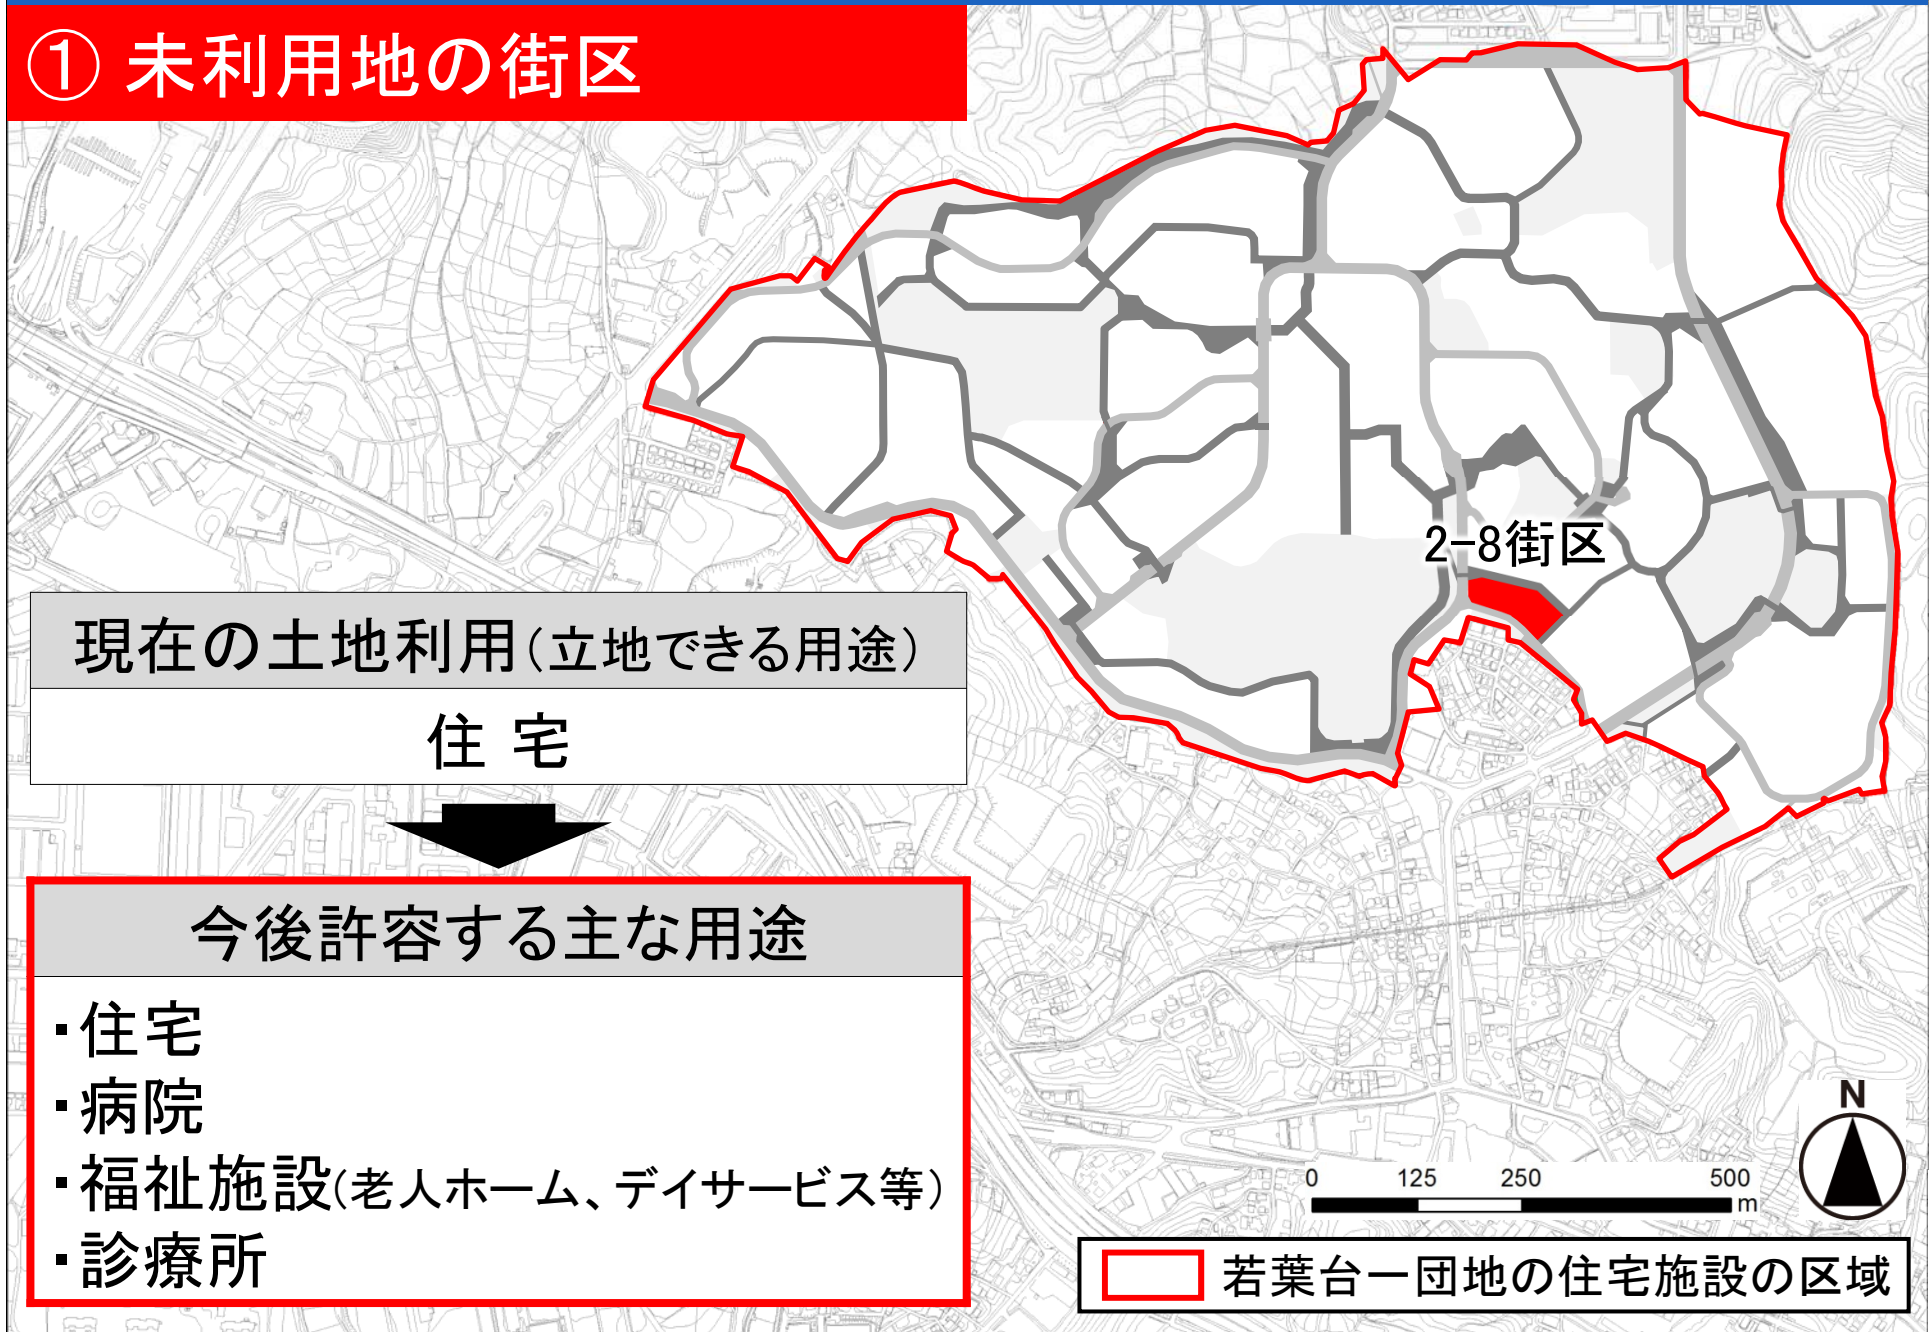 ① 未利用地の街区
2-8街区
現在の土地利用(立地できる用途)
住 宅
今後許容する主な用途
・住宅
・病院
・福祉施設(老人ホーム、デイサービス等)
・診療所
N
0 125 250 500
m
若葉台一団地の住宅施設の区域